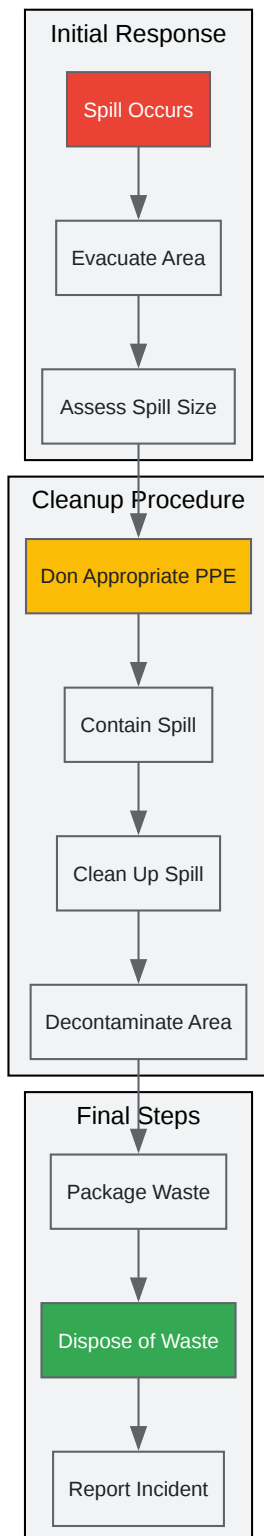 Initial Response
Spill Occurs
Evacuate Area
Assess Spill Size
Cleanup Procedure
Don Appropriate PPE
Contain Spill
Clean Up Spill
Decontaminate Area
Final Steps
Package Waste
Dispose of Waste
Report Incident